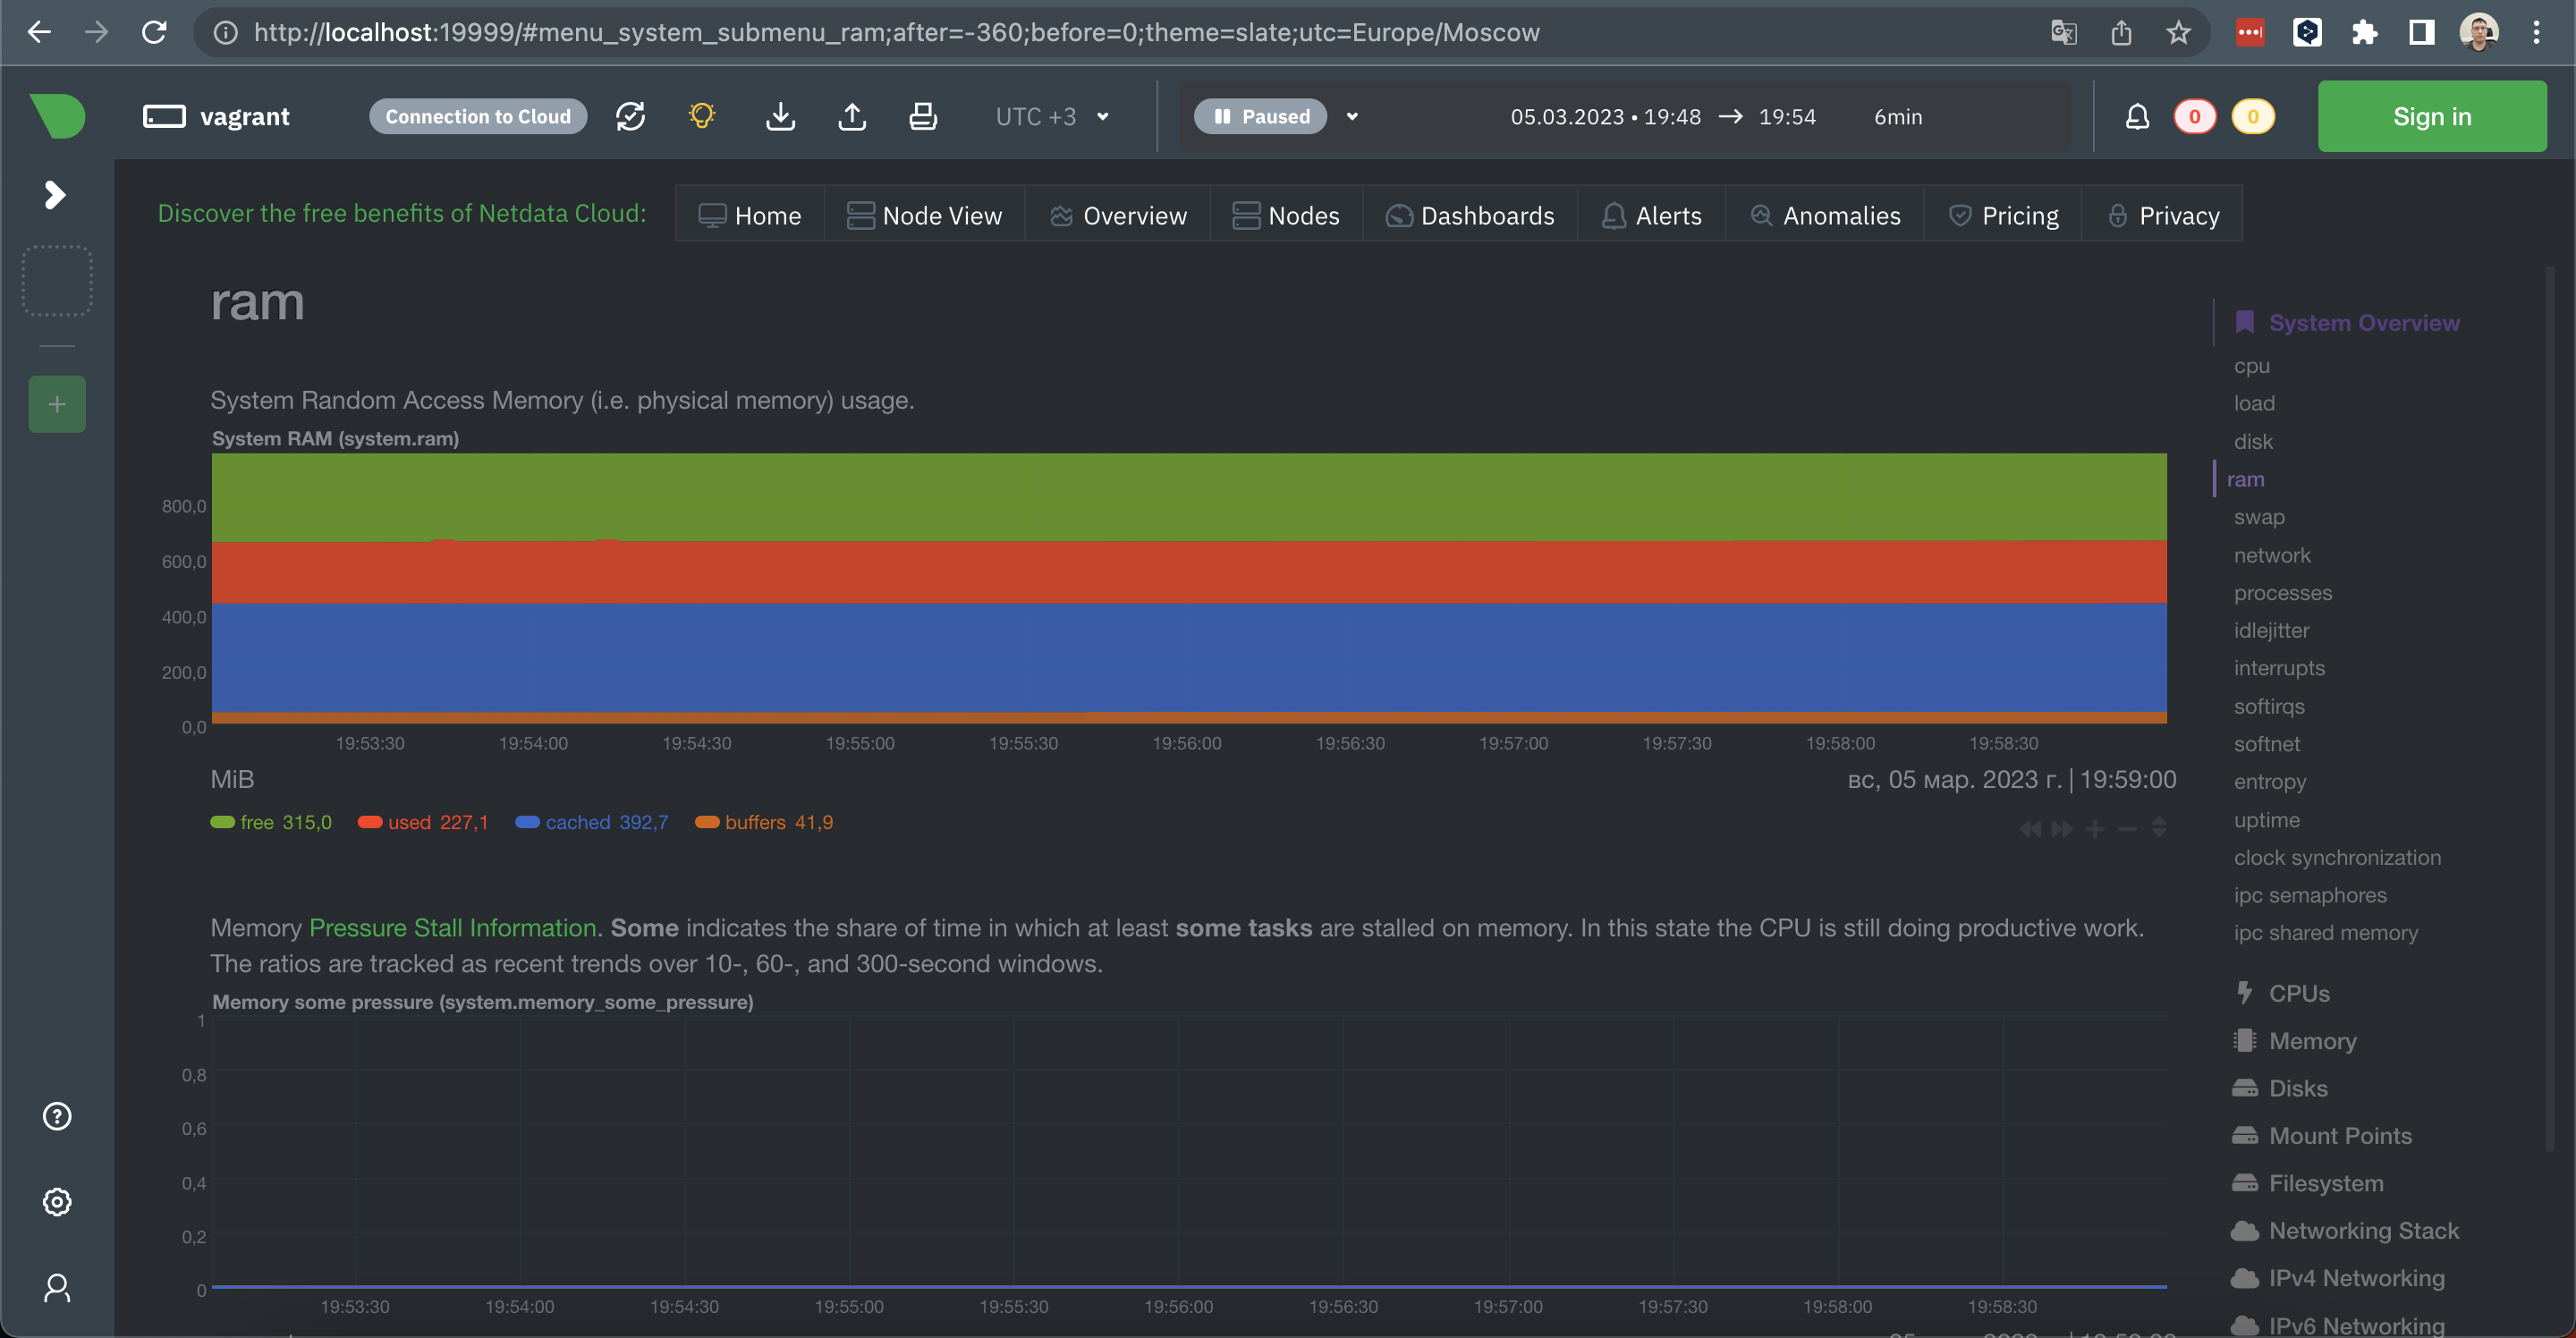 http://localhost:19999/#menu_system_submenu_ram;after=-360;before=0;theme=slate;utc=Europe/Moscow
vagrant Connection to Cloud UTC +3 Paused 05.03.2023 • 19:48 → 19:54 6min 0 0 Sign in
Discover the free benefits of Netdata Cloud: Home Node View Overview Nodes Dashboards Alerts Anomalies Pricing Privacy
ram
System Random Access Memory (i.e. physical memory) usage.
System RAM (system.ram)
800,0
600,0
400,0
200,0
0,0
19:53:30 19:54:00 19:54:30 19:55:00 19:55:30 19:56:00 19:56:30 19:57:00 19:57:30 19:58:00 19:58:30
MiB вс, 05 мар. 2023 г. | 19:59:00
free 315,0 used 227,1 cached 392,7 buffers 41,9
Memory Pressure Stall Information. Some indicates the share of time in which at least some tasks are stalled on memory. In this state the CPU is still doing productive work.
The ratios are tracked as recent trends over 10-, 60-, and 300-second windows.
Memory some pressure (system.memory_some_pressure)
1
0,8
0,6
0,4
0,2
0
19:53:30 19:54:00 19:54:30 19:55:00 19:55:30 19:56:00 19:56:30 19:57:00 19:57:30 19:58:00 19:58:30
System Overview
cpu
load
disk
ram
swap
network
processes
idlejitter
interrupts
softirqs
softnet
entropy
uptime
clock synchronization
ipc semaphores
ipc shared memory
CPUs
Memory
Disks
Mount Points
Filesystem
Networking Stack
IPv4 Networking
IPv6 Networking